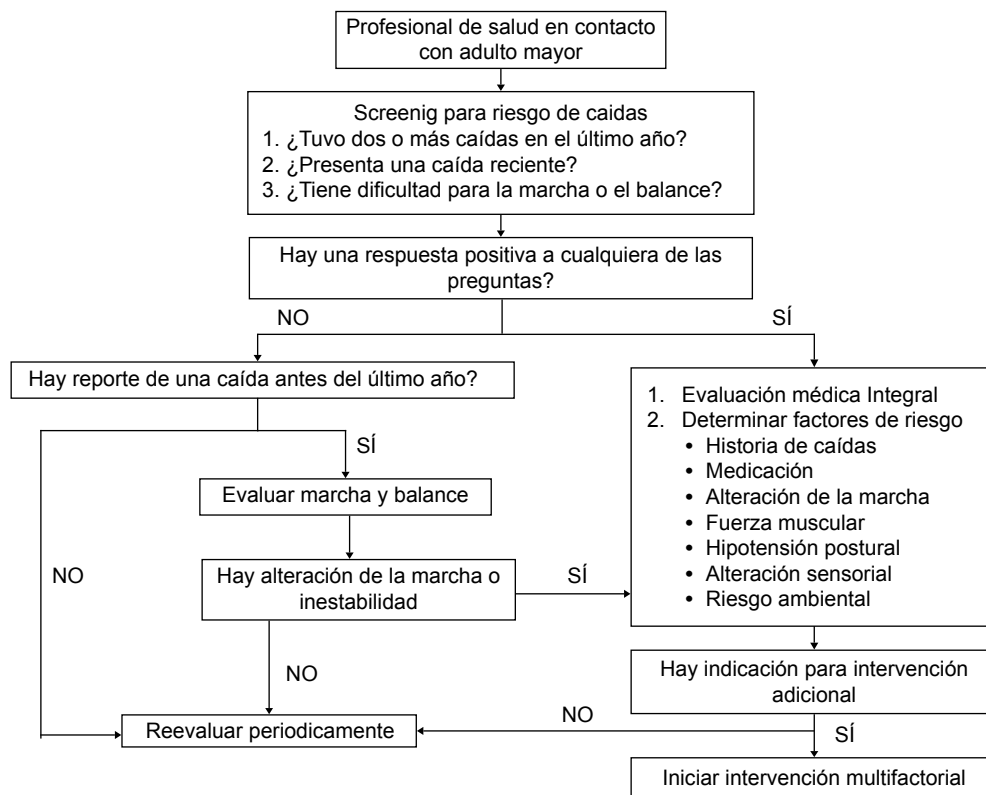 Profesional de salud en contacto
con adulto mayor
Screenig para riesgo de caidas
1. ¿Tuvo dos o más caídas en el último año?
2. ¿Presenta una caída reciente?
3. ¿Tiene dificultad para la marcha o el balance?
Hay una respuesta positiva a cualquiera de las
preguntas?
NO
SÍ
Hay reporte de una caída antes del último año?
SÍ
Evaluar marcha y balance
NO
Hay alteración de la marcha o
inestabilidad
SÍ
NO
1. Evaluación médica Integral
2. Determinar factores de riesgo
• Historia de caídas
• Medicación
• Alteración de la marcha
• Fuerza muscular
• Hipotensión postural
• Alteración sensorial
• Riesgo ambiental
Hay indicación para intervención
adicional
NO
SÍ
Reevaluar periodicamente
Iniciar intervención multifactorial